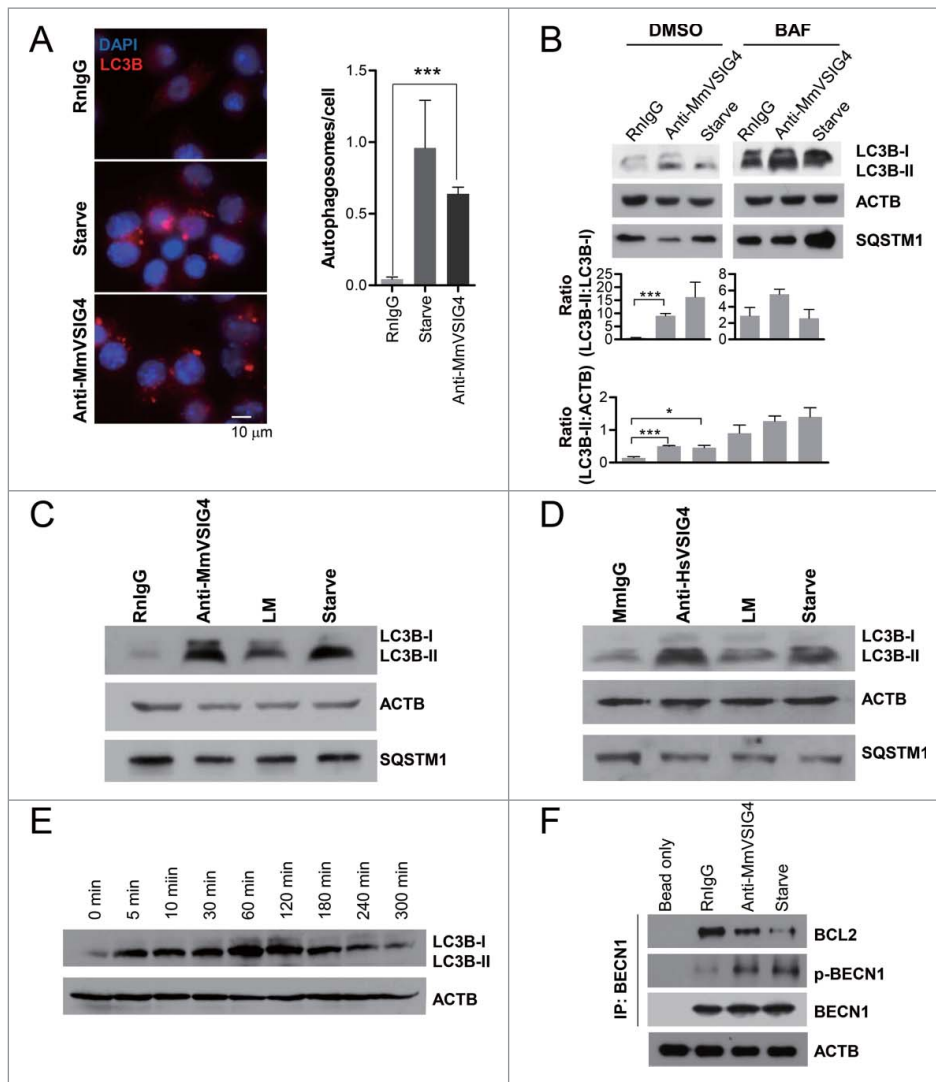 A
DAPI
LC3B
RnIgG
Starve
Anti-MmVSIG4
10 μm
Autophagosomes/cell
1.5
1.0
0.5
0.0
***
RnIgG
Starve
Anti-MmVSIG4
B
DMSO
BAF
RnIgG
Anti-MmVSIG4
Starve
RnIgG
Anti-MmVSIG4
Starve
LC3B-I
LC3B-II
ACTB
SQSTM1
Ratio
(LC3B-II:LC3B-I)
25
20
15
10
5
0
***
8
6
4
2
0
Ratio
(LC3B-II:ACTB)
2
1
0
***
*
C
RnIgG
Anti-MmVSIG4
LM
Starve
LC3B-I
LC3B-II
ACTB
SQSTM1
D
MmIgG
Anti-HsVSIG4
LM
Starve
LC3B-I
LC3B-II
ACTB
SQSTM1
E
0 min
5 min
10 miin
30 min
60 min
120 min
180 min
240 min
300 min
LC3B-I
LC3B-II
ACTB
F
Bead only
RnIgG
Anti-MmVSIG4
Starve
IP: BECN1
BCL2
p-BECN1
BECN1
ACTB